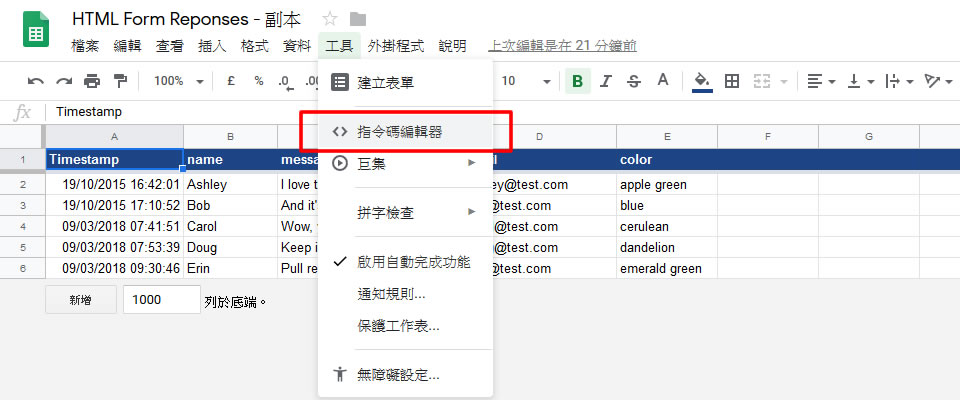 HTML Form Reponses - 副本
檔案 編輯 查看 插入 格式 資料 工具 外掛程式 說明 上次編輯是在 21 分鐘前
100% £ % .0 .00 10 B I S A
fx Timestamp
A B D E F G
1 Timestamp name messa l color
2 19/10/2015 16:42:01 Ashley I love t ey@test.com apple green
3 19/10/2015 17:10:52 Bob And it' @test.com blue
4 09/03/2018 07:41:51 Carol Wow, @test.com cerulean
5 09/03/2018 07:53:39 Doug Keep i @test.com dandelion
6 09/03/2018 09:30:46 Erin Pull re @test.com emerald green
新增 1000 列於底端。
建立表單
指令碼編輯器
巨集
拼字檢查
啟用自動完成功能
通知規則...
保護工作表...
無障礙設定...